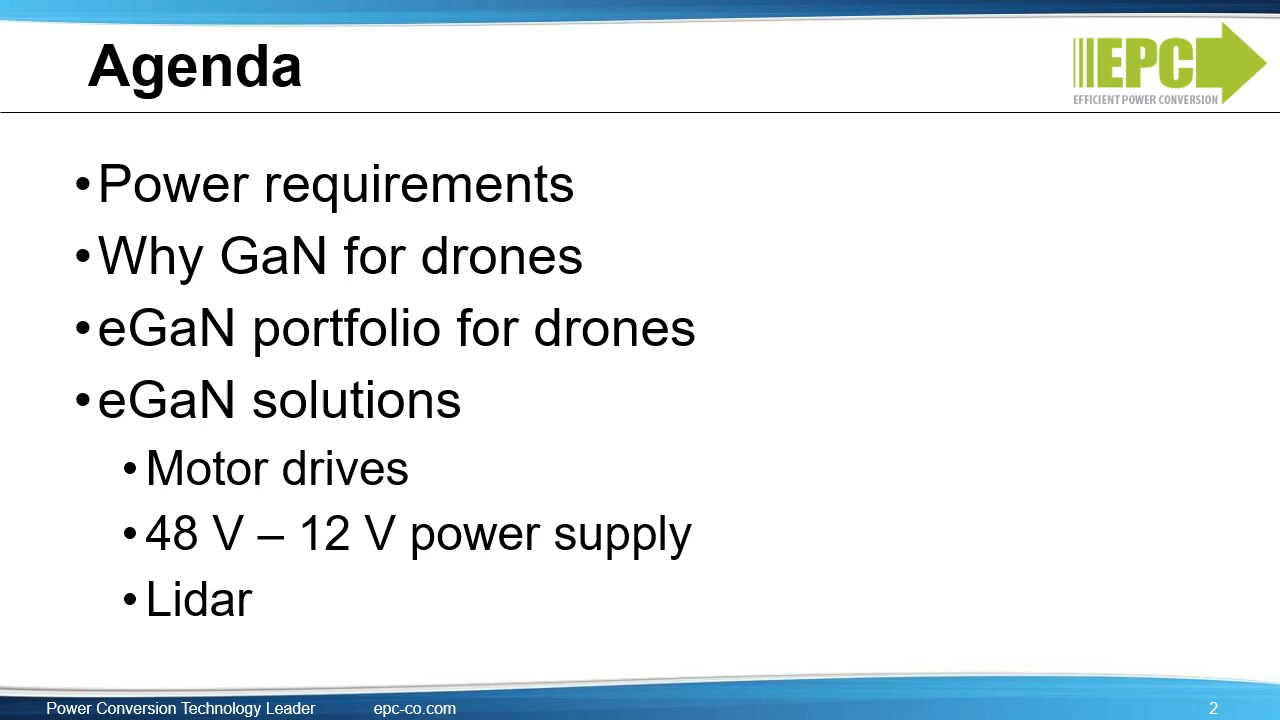 Agenda
EPC
EFFICIENT POWER CONVERSION
•Power requirements
•Why GaN for drones
•eGaN portfolio for drones
•eGaN solutions
•Motor drives
•48 V – 12 V power supply
•Lidar
Power Conversion Technology Leader epc-co.com 2